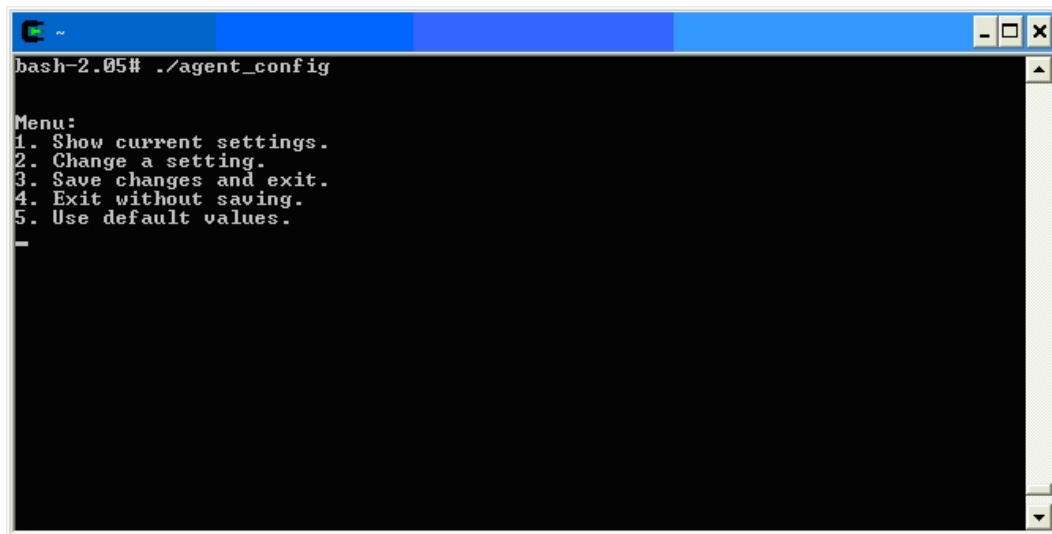 ~
bash-2.05# ./agent_config
Menu:
1. Show current settings.
2. Change a setting.
3. Save changes and exit.
4. Exit without saving.
5. Use default values.